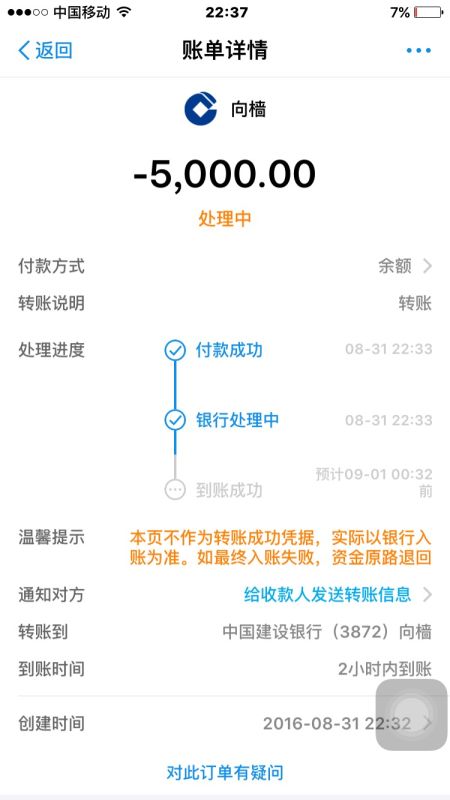 中国移动 22:37 7%
返回 账单详情
向樯
-5,000.00
处理中
付款方式 余额
转账说明 转账
处理进度 付款成功 08-31 22:33
银行处理中 08-31 22:33
到账成功 预计09-01 00:32
前
温馨提示 本页不作为转账成功凭据，实际以银行入
账为准。如最终入账失败，资金原路退回
通知对方 给收款人发送转账信息
转账到 中国建设银行（3872）向樯
到账时间 2小时内到账
创建时间 2016-08-31 22:32
对此订单有疑问